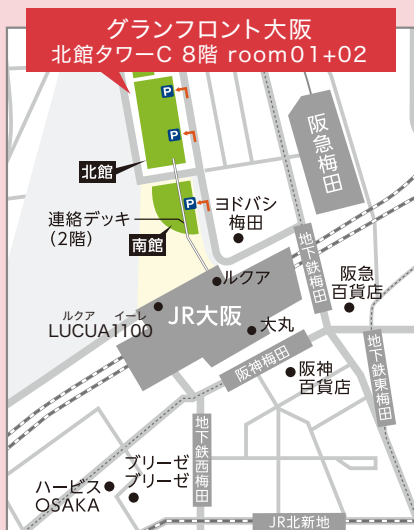 グランフロント大阪
北館タワーC 8階 room01+02
P
P
北館
P
阪急梅田
連絡デッキ
(2階)
南館
ヨドバシ
梅田
地下鉄梅田
ルクア
阪急
百貨店
ルクア イーレ
LUCUA1100
JR大阪
大丸
阪神梅田
阪神
百貨店
地下鉄東梅田
地下鉄西梅田
ブリーゼ
ブリーゼ
ハービス
OSAKA
JR北新地